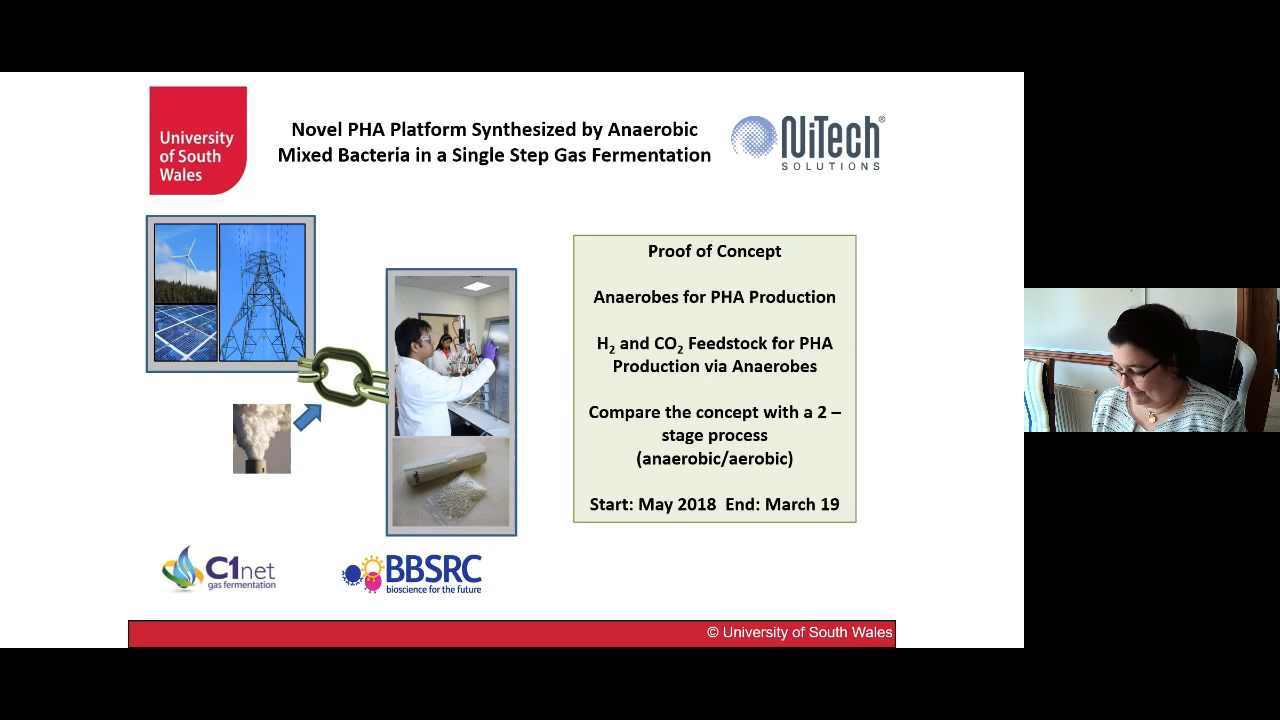 University
of South
Wales
Novel PHA Platform Synthesized by Anaerobic
Mixed Bacteria in a Single Step Gas Fermentation
NiTech®
SOLUTIONS
Proof of Concept
Anaerobes for PHA Production
H₂ and CO₂ Feedstock for PHA
Production via Anaerobes
Compare the concept with a 2 –
stage process
(anaerobic/aerobic)
Start: May 2018 End: March 19
C1net
gas fermentation
BBSRC
bioscience for the future
© University of South Wales